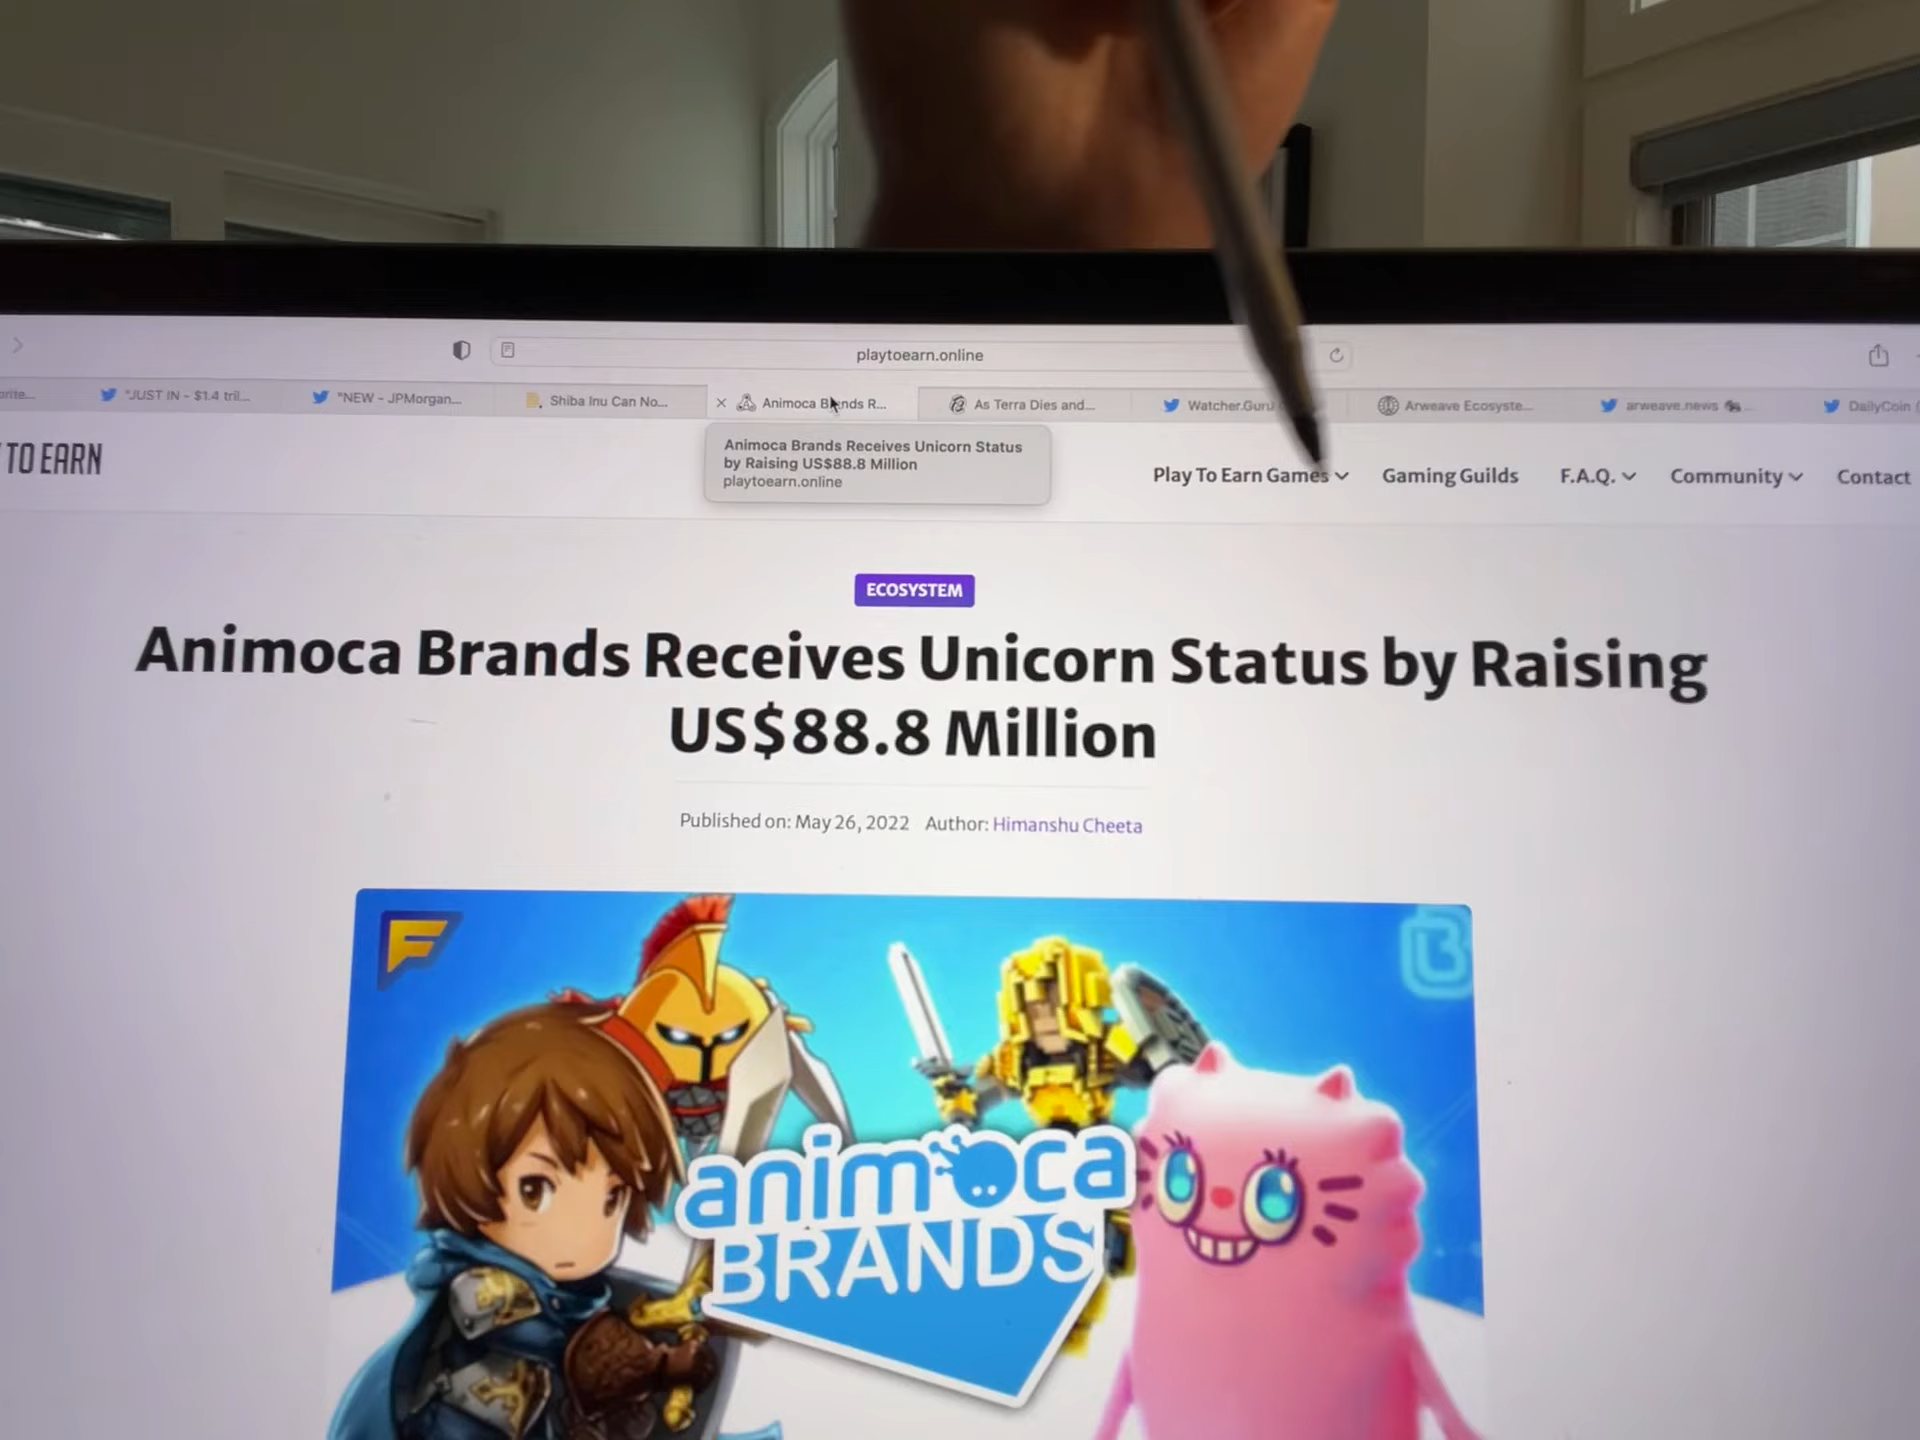 playtoearn.online
orite...
"JUST IN - $1.4 tril...
"NEW - JPMorgan...
Shiba Inu Can No...
Animoca Brands R...
As Terra Dies and...
Watcher.Guru
Arweave Ecosyste...
arweave.news 🐘 ...
DailyCoin
TO EARN
Animoca Brands Receives Unicorn Status
by Raising US$88.8 Million
playtoearn.online
Play To Earn Games
Gaming Guilds
F.A.Q.
Community
Contact
ECOSYSTEM
Animoca Brands Receives Unicorn Status by Raising
US$88.8 Million
Published on: May 26, 2022 Author: Himanshu Cheeta
F
B
animoca
BRANDS